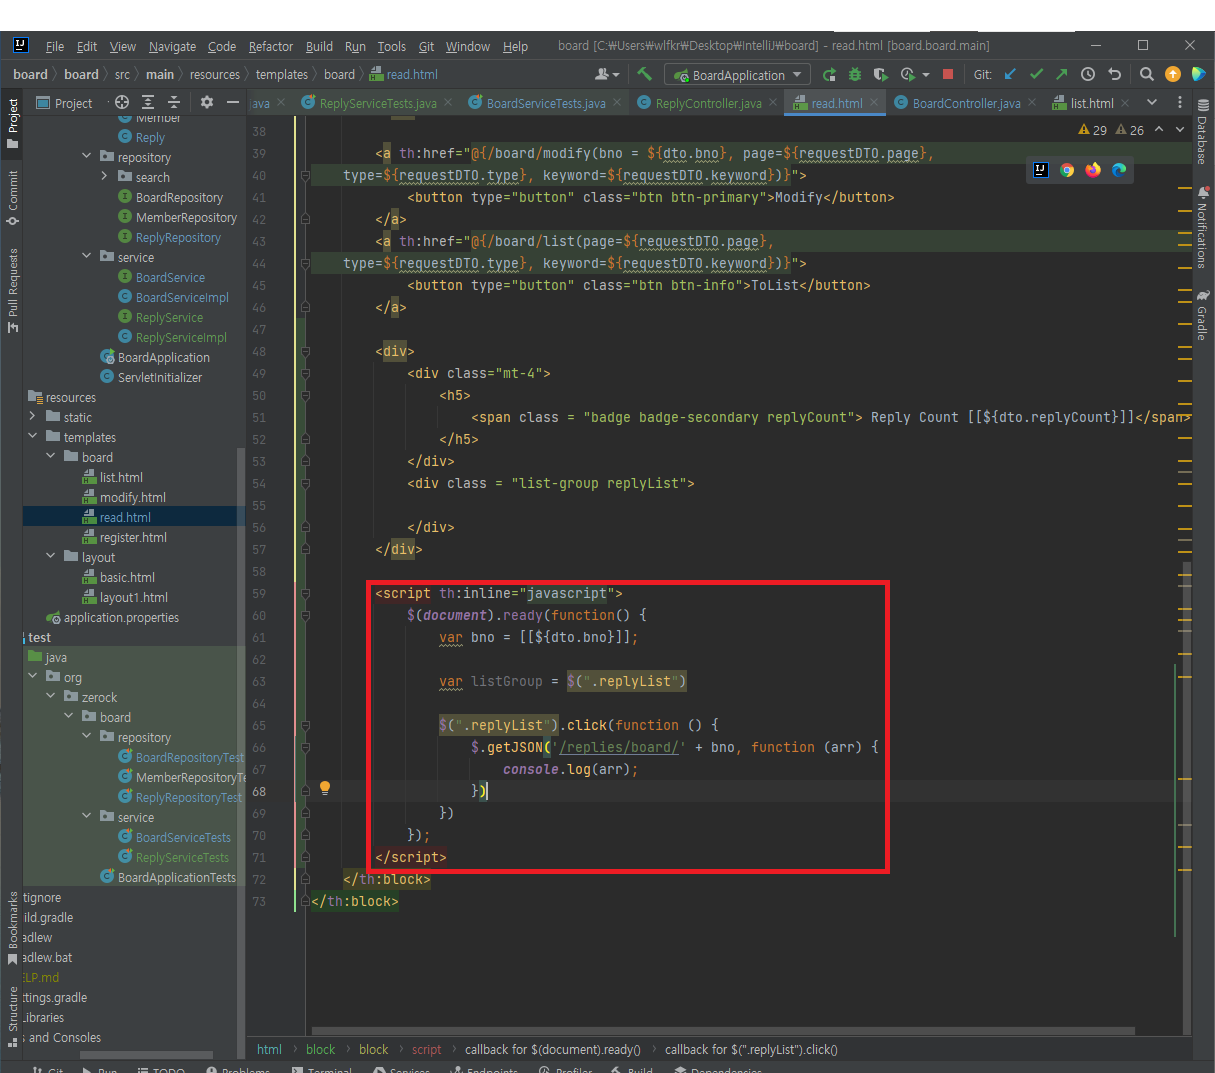 File Edit View Navigate Code Refactor Build Run Tools Git Window Help board [C:₩Users₩wlfkr₩Desktop₩IntelliJ₩board] - read.html [board.board.main]
board board src main resources templates board read.html BoardApplication Git:
Project java ReplyServiceTests.java BoardServiceTests.java ReplyController.java read.html BoardController.java list.html
29 26
Project
Commit
Pull Requests
Bookmarks
Structure
Database
Notifications
Gradle
Member
Reply
repository
search
BoardRepository
MemberRepository
ReplyRepository
service
BoardService
BoardServiceImpl
ReplyService
ReplyServiceImpl
BoardApplication
ServletInitializer
resources
static
templates
board
list.html
modify.html
read.html
register.html
layout
basic.html
layout1.html
application.properties
test
java
org
zerock
board
repository
BoardRepositoryTest
MemberRepositoryTe
ReplyRepositoryTest
service
BoardServiceTests
ReplyServiceTests
BoardApplicationTests
tignore
ild.gradle
adlew
adlew.bat
ELP.md
ttings.gradle
Libraries
s and Consoles
38
39 <a th:href="@{/board/modify(bno = ${dto.bno}, page=${requestDTO.page},
40 type=${requestDTO.type}, keyword=${requestDTO.keyword})}">
41 <button type="button" class="btn btn-primary">Modify</button>
42 </a>
43 <a th:href="@{/board/list(page=${requestDTO.page},
44 type=${requestDTO.type}, keyword=${requestDTO.keyword})}">
45 <button type="button" class="btn btn-info">ToList</button>
46 </a>
47
48 <div>
49 <div class="mt-4">
50 <h5>
51 <span class = "badge badge-secondary replyCount"> Reply Count [[${dto.replyCount}]]</span>
52 </h5>
53 </div>
54 <div class = "list-group replyList">
55
56 </div>
57 </div>
58
59 <script th:inline="javascript">
60 $(document).ready(function() {
61 var bno = [[${dto.bno}]];
62
63 var listGroup = $(".replyList")
64
65 $(".replyList").click(function () {
66 $.getJSON('/replies/board/' + bno, function (arr) {
67 console.log(arr);
68 })
69 })
70 });
71 </script>
72 </th:block>
73 </th:block>
html block block script callback for $(document).ready() callback for $(".replyList").click()
Git Run TODO Problems Terminal Services Endpoints Profiler Build Dependencies